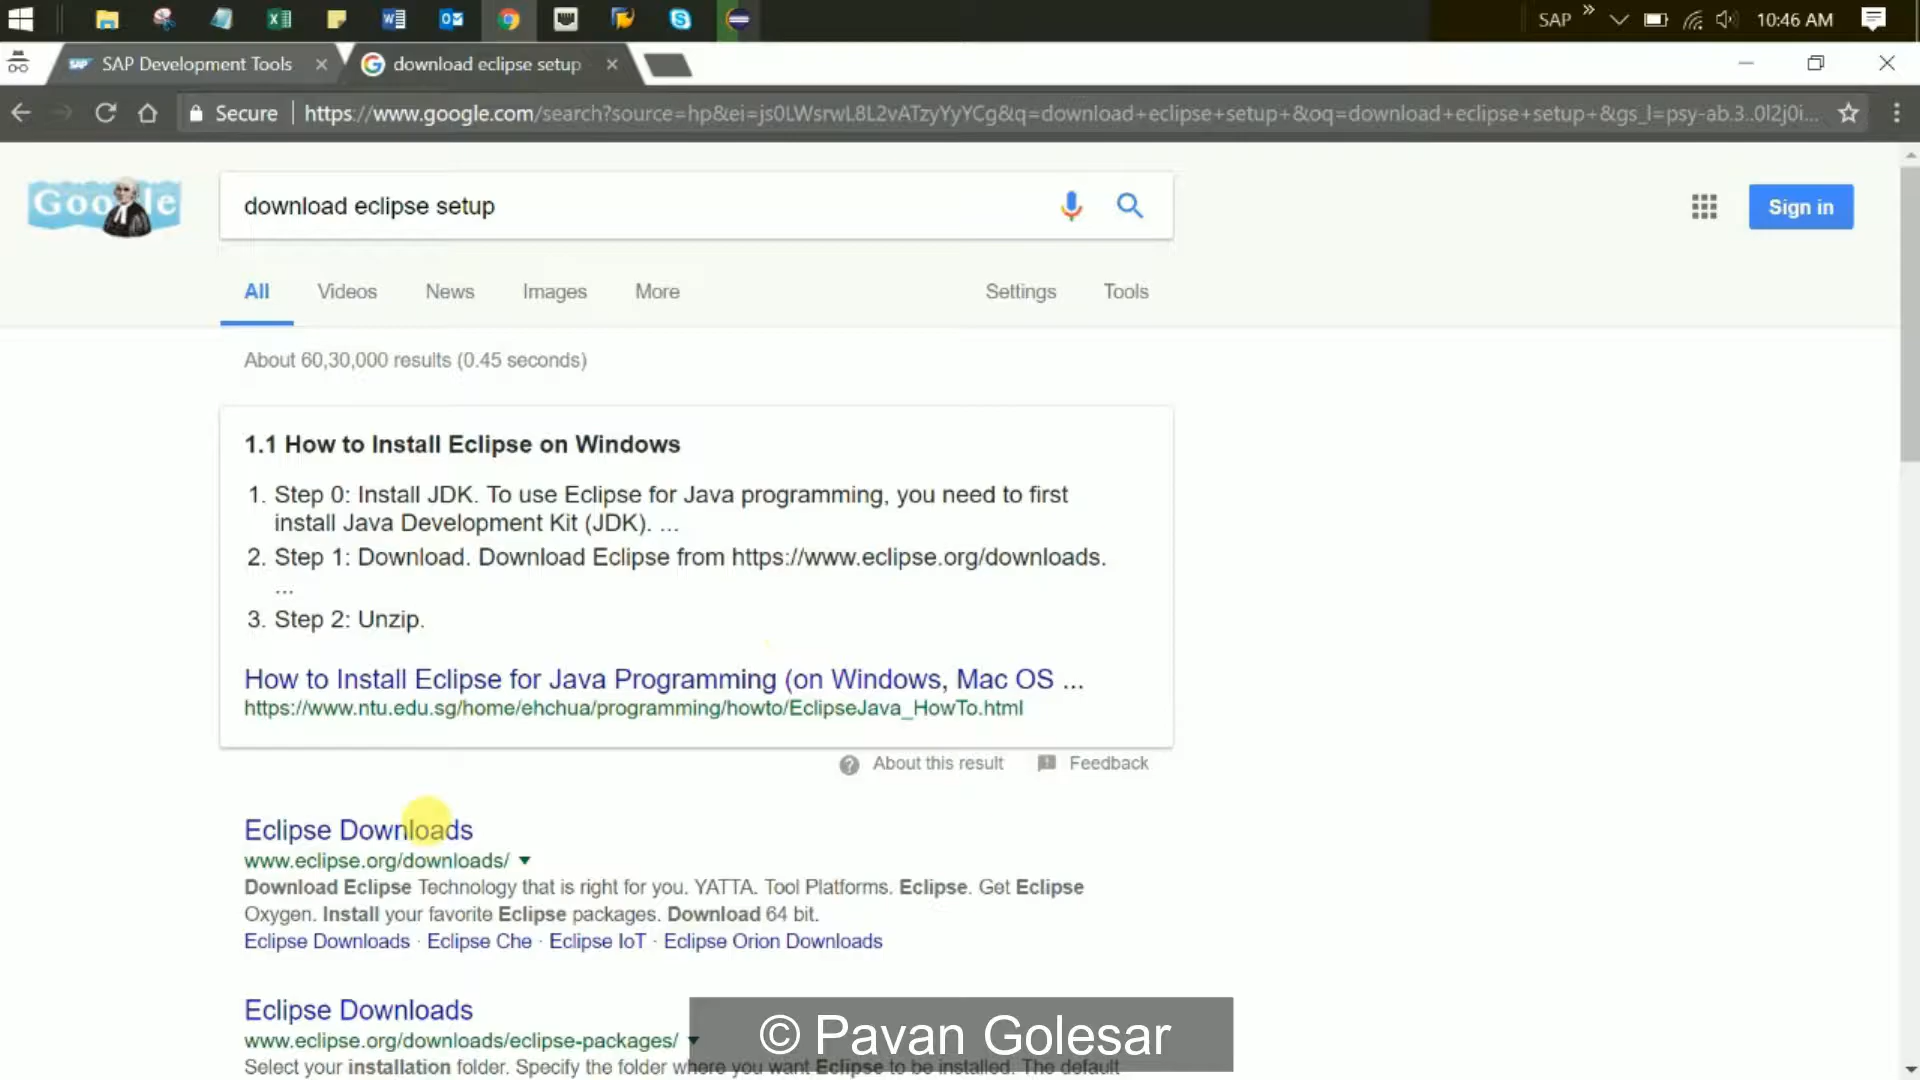 SAP » 10:46 AM
SAP Development Tools
download eclipse setup
Secure https://www.google.com/search?source=hp&ei=js0LWsrwL8L2vATzyYyYCg&q=download+eclipse+setup+&oq=download+eclipse+setup+&gs_l=psy-ab.3..0l2j0i...
Google
download eclipse setup
Sign in
All Videos News Images More Settings Tools
About 60,30,000 results (0.45 seconds)
1.1 How to Install Eclipse on Windows
1. Step 0: Install JDK. To use Eclipse for Java programming, you need to first
install Java Development Kit (JDK). ...
2. Step 1: Download. Download Eclipse from https://www.eclipse.org/downloads.
...
3. Step 2: Unzip.
How to Install Eclipse for Java Programming (on Windows, Mac OS ...
https://www.ntu.edu.sg/home/ehchua/programming/howto/EclipseJava_HowTo.html
About this result Feedback
Eclipse Downloads
www.eclipse.org/downloads/
Download Eclipse Technology that is right for you. YATTA. Tool Platforms. Eclipse. Get Eclipse
Oxygen. Install your favorite Eclipse packages. Download 64 bit.
Eclipse Downloads · Eclipse Che · Eclipse IoT · Eclipse Orion Downloads
Eclipse Downloads
www.eclipse.org/downloads/eclipse-packages/
© Pavan Golesar
Select your installation folder. Specify the folder where you want Eclipse to be installed. The default